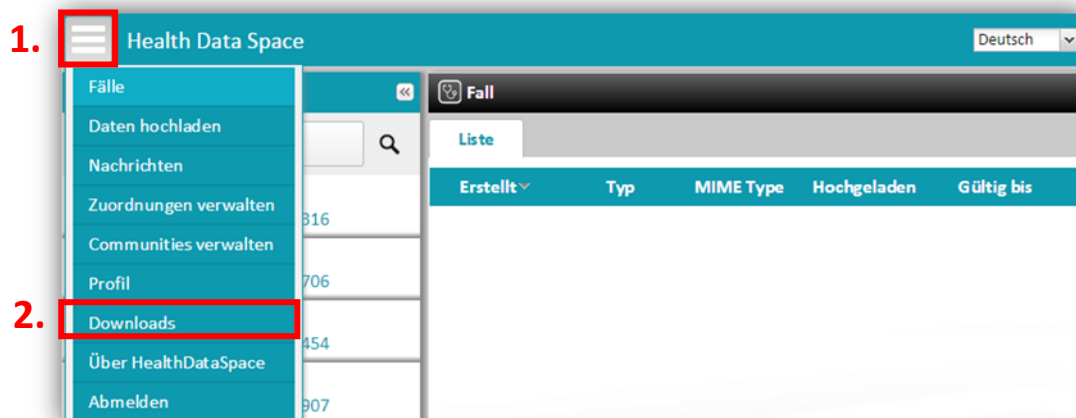 1.
Health Data Space
Deutsch
Fälle
Fall
Daten hochladen
Liste
Nachrichten
Erstellt Typ MIME Type Hochgeladen Gültig bis
Zuordnungen verwalten
316
Communities verwalten
Profil
706
2.
Downloads
454
Über HealthDataSpace
Abmelden
907